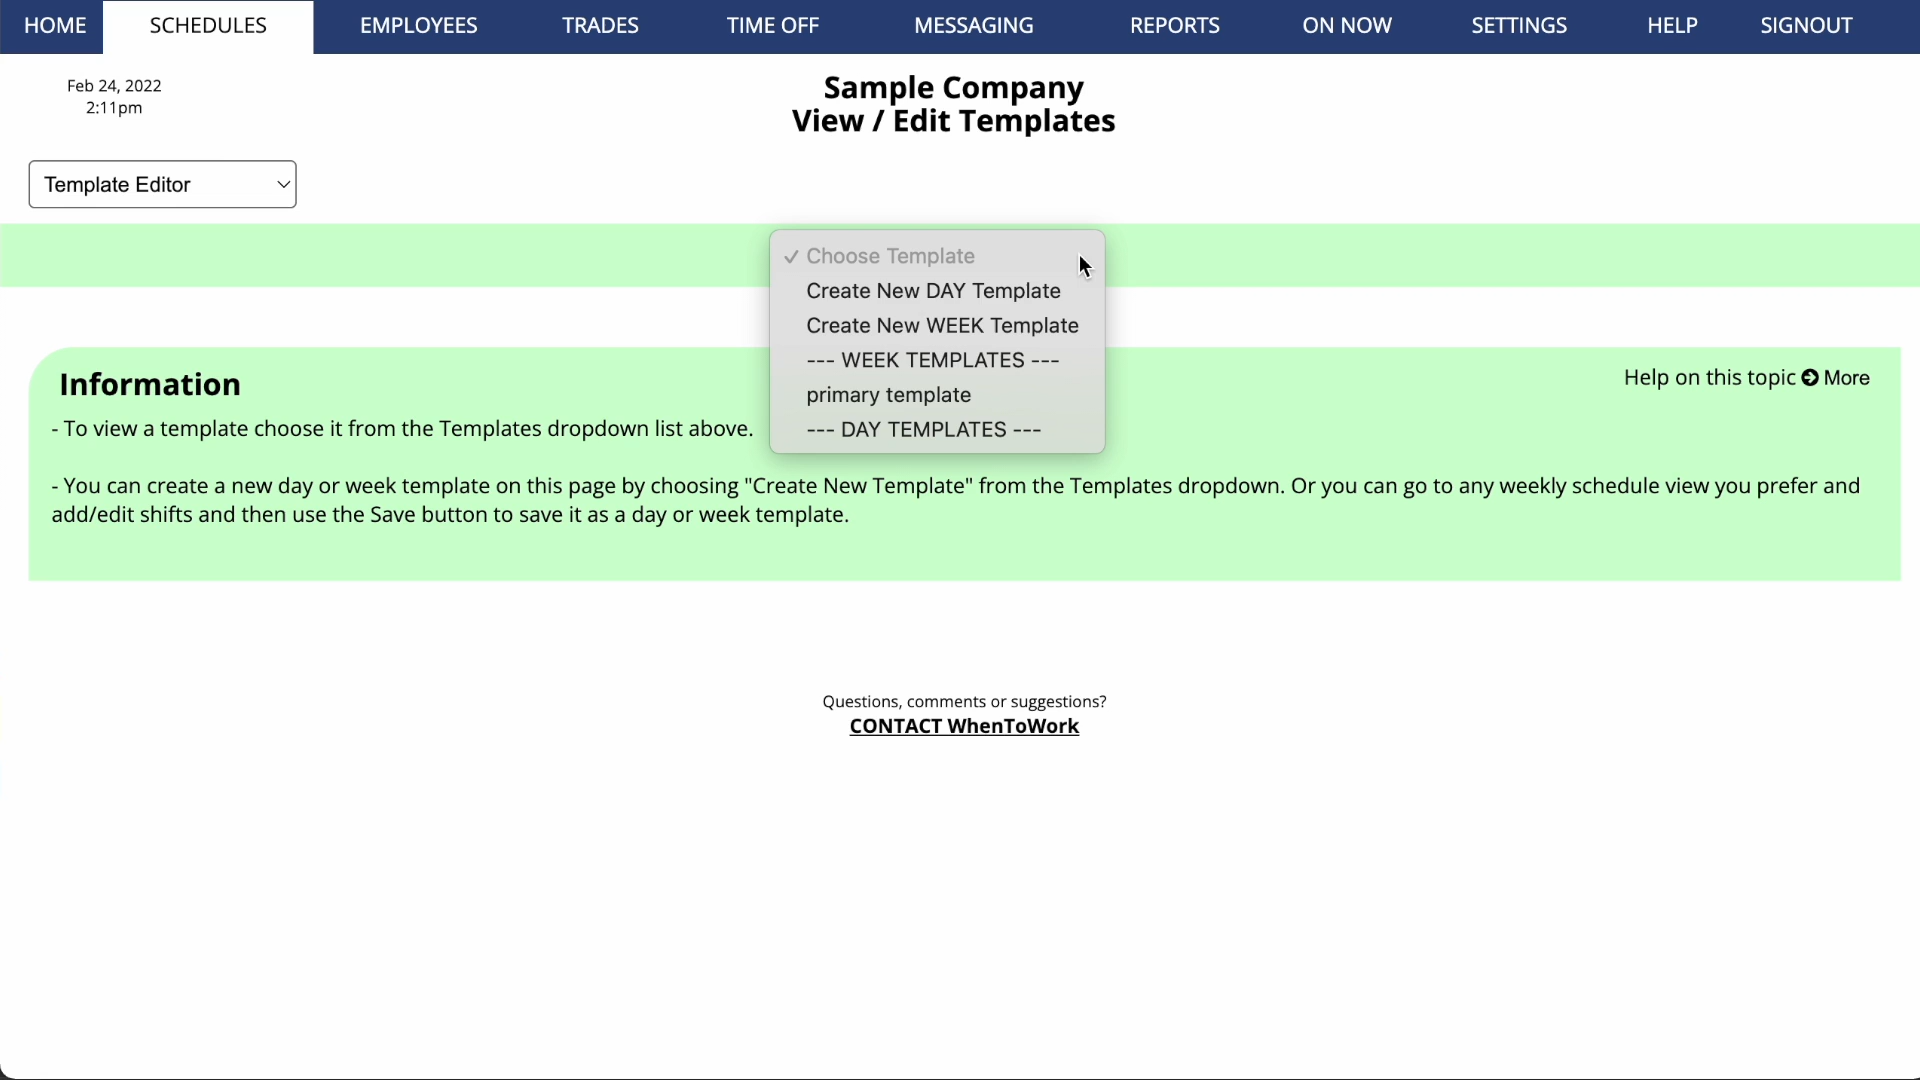 HOME SCHEDULES EMPLOYEES TRADES TIME OFF MESSAGING REPORTS ON NOW SETTINGS HELP SIGNOUT
Feb 24, 2022
2:11pm
Sample Company
View / Edit Templates
Template Editor
✓ Choose Template
Create New DAY Template
Create New WEEK Template
--- WEEK TEMPLATES ---
primary template
--- DAY TEMPLATES ---
Information
Help on this topic More
- To view a template choose it from the Templates dropdown list above.
- You can create a new day or week template on this page by choosing "Create New Template" from the Templates dropdown. Or you can go to any weekly schedule view you prefer and
add/edit shifts and then use the Save button to save it as a day or week template.
Questions, comments or suggestions?
CONTACT WhenToWork